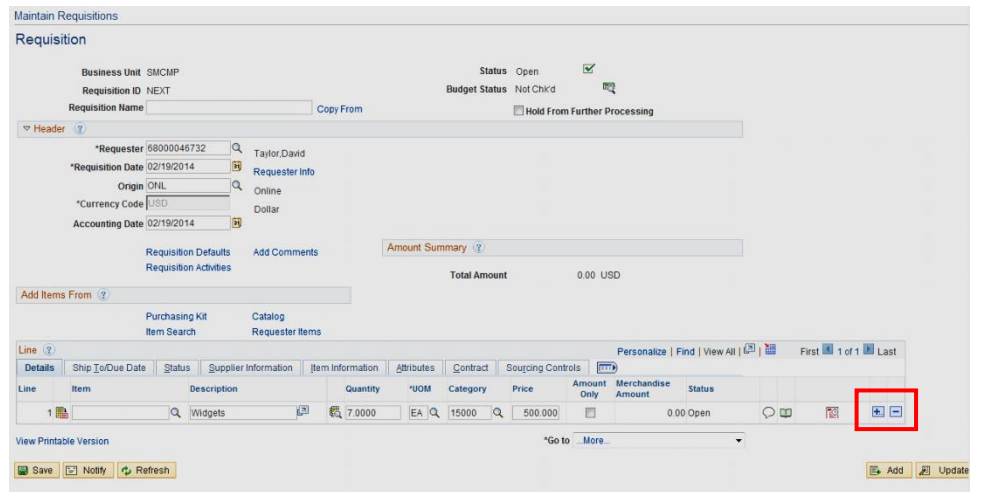 Maintain Requisitions
Requisition
Business Unit SMCMP Status Open
Requisition ID NEXT Budget Status Not Chk'd
Requisition Name Copy From Hold From Further Processing
Header
*Requester 68000046732 Taylor,David
*Requisition Date 02/19/2014 Requester Info
Origin ONL Online
*Currency Code USD Dollar
Accounting Date 02/19/2014
Requisition Defaults Add Comments Amount Summary
Requisition Activities
Total Amount 0.00 USD
Add Items From
Purchasing Kit Catalog
Item Search Requester Items
Line Personalize | Find | View All | | First 1 of 1 Last
Details Ship To/Due Date Status Supplier Information Item Information Attributes Contract Sourcing Controls
Line Item Description Quantity *UOM Category Price Amount Only Merchandise Amount Status
1 Widgets 7.0000 EA 15000 500.000 0.00 Open
View Printable Version *Go to ...More...
Save Notify Refresh Add Update